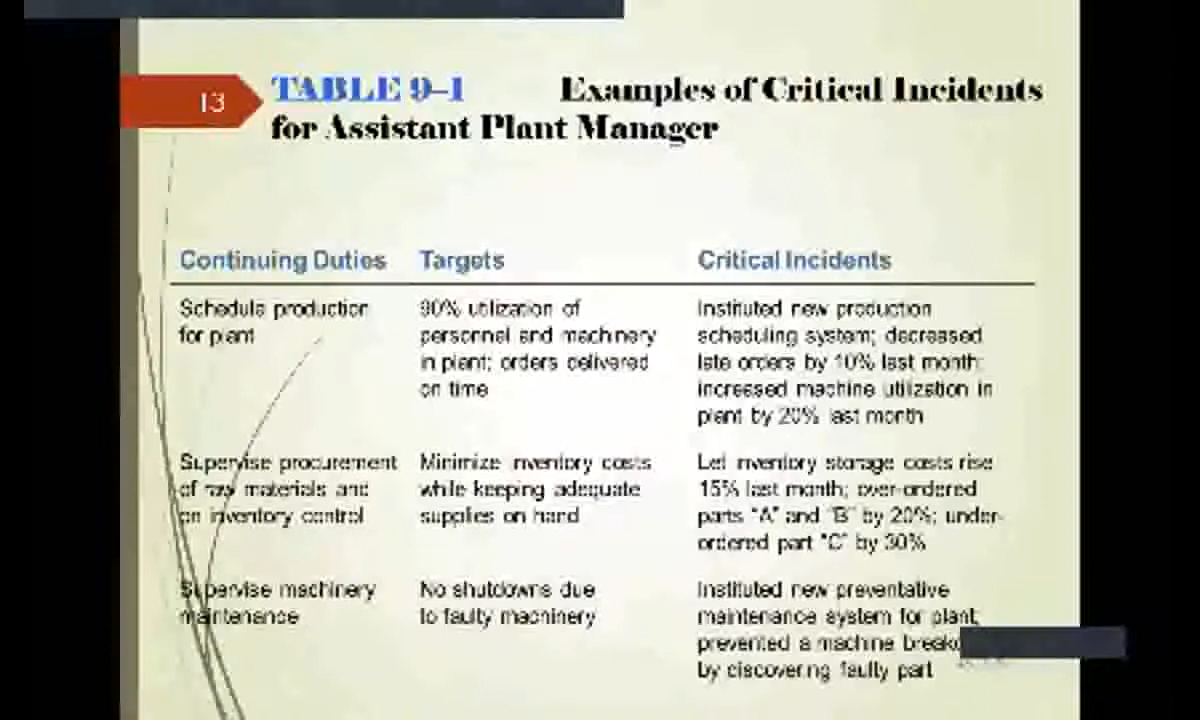 13
TABLE 9–1 Examples of Critical Incidents
for Assistant Plant Manager
Continuing Duties Targets Critical Incidents
Schedule production
for plant
90% utilization of
personnel and machinery
in plant; orders delivered
on time
Instituted new production
scheduling system; decreased
late orders by 10% last month;
increased machine utilization in
plant by 20% last month
Supervise procurement
of raw materials and
on inventory control
Minimize inventory costs
while keeping adequate
supplies on hand
Let inventory storage costs rise
15% last month; over-ordered
parts "A" and "B" by 20%; under-
ordered part "C" by 30%
Supervise machinery
maintenance
No shutdowns due
to faulty machinery
Instituted new preventative
maintenance system for plant;
prevented a machine
by discovering faulty part